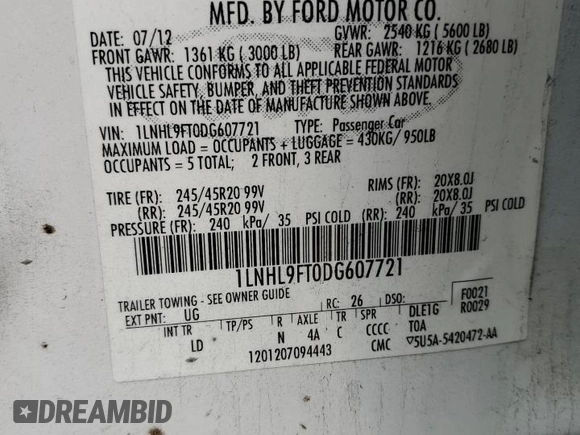 MFD. BY FORD MOTOR CO.
DATE: 07/12 GVWR: 2540 KG ( 5600 LB)
FRONT GAWR: 1361 KG ( 3000 LB) REAR GAWR: 1216 KG ( 2680 LB)
THIS VEHICLE CONFORMS TO ALL APPLICABLE FEDERAL MOTOR
VEHICLE SAFETY, BUMPER, AND THEFT PREVENTION STANDARDS
IN EFFECT ON THE DATE OF MANUFACTURE SHOWN ABOVE.
VIN: 1LNHL9FT0DG607721 TYPE: Passenger Car
MAXIMUM LOAD = OCCUPANTS + LUGGAGE = 430KG/ 950LB
OCCUPANTS = 5 TOTAL; 2 FRONT, 3 REAR
TIRE (FR): 245/45R20 99V RIMS (FR): 20X8.0J
(RR): 245/45R20 99V (RR): 20X8.0J
PRESSURE (FR): 240 kPa/ 35 PSI COLD (RR): 240 kPa/ 35 PSI COLD
1LNHL9FT0DG607721
TRAILER TOWING - SEE OWNER GUIDE
EXT PNT: UG RC: 26 DSO: F0021
R0029
INT TR TP/PS R AXLE TR SPR DLETG
LD N 4A C CCCC TOA
1201207094443 CMC ▽5U5A-5420472-AA
DREAMBID